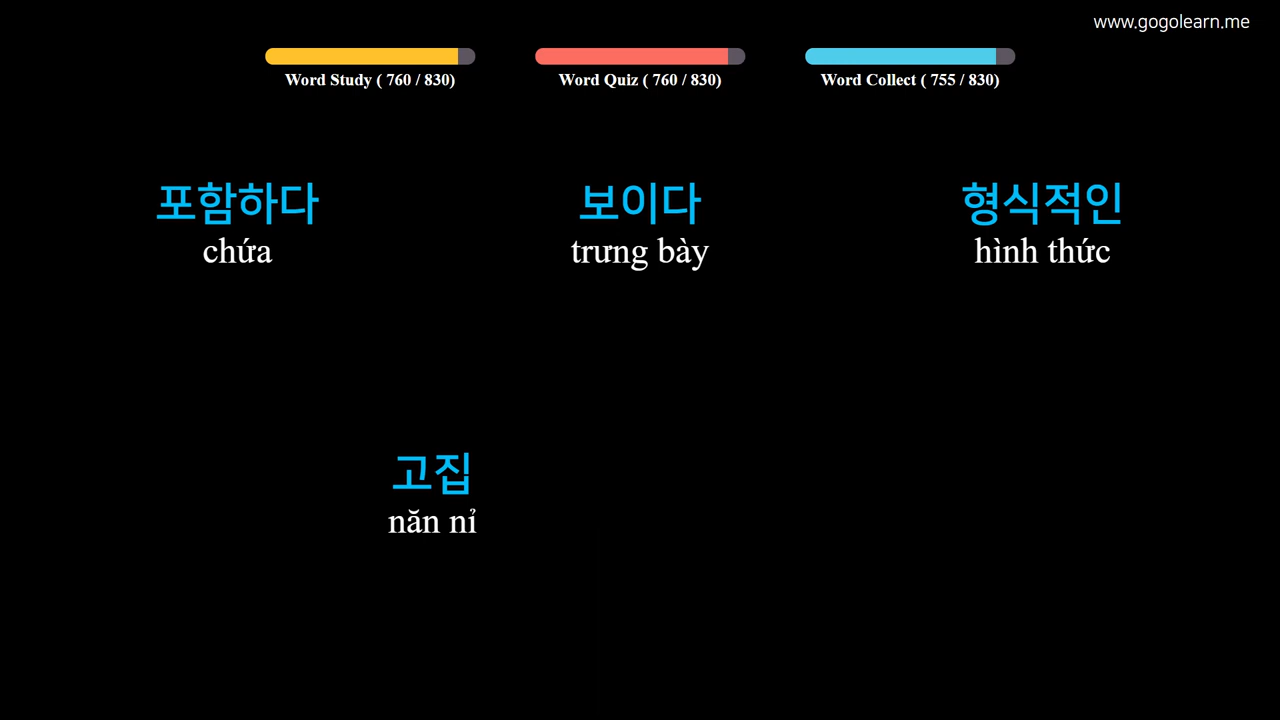 www.gogolearn.me
Word Study ( 760 / 830)
Word Quiz ( 760 / 830)
Word Collect ( 755 / 830)
포함하다
chứa
보이다
trưng bày
형식적인
hình thức
고집
năn nỉ